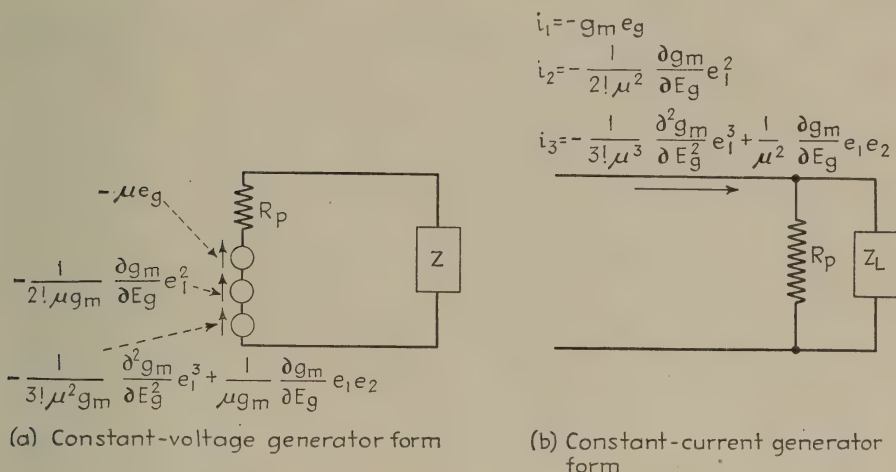 i₁=-gₘe_g
i₂=-1/(2!μ²) ∂gₘ/∂E_g e₁²
i₃=-1/(3!μ³) ∂²gₘ/∂E_g² e₁³+1/μ² ∂gₘ/∂E_g e₁e₂
-μe_g
R_p
Z
-1/(2!μgₘ) ∂gₘ/∂E_g e₁²
-1/(3!μ²gₘ) ∂²gₘ/∂E_g² e₁³+1/(μgₘ) ∂gₘ/∂E_g e₁e₂
(a) Constant-voltage generator form
R_p
Z_L
(b) Constant-current generator
form